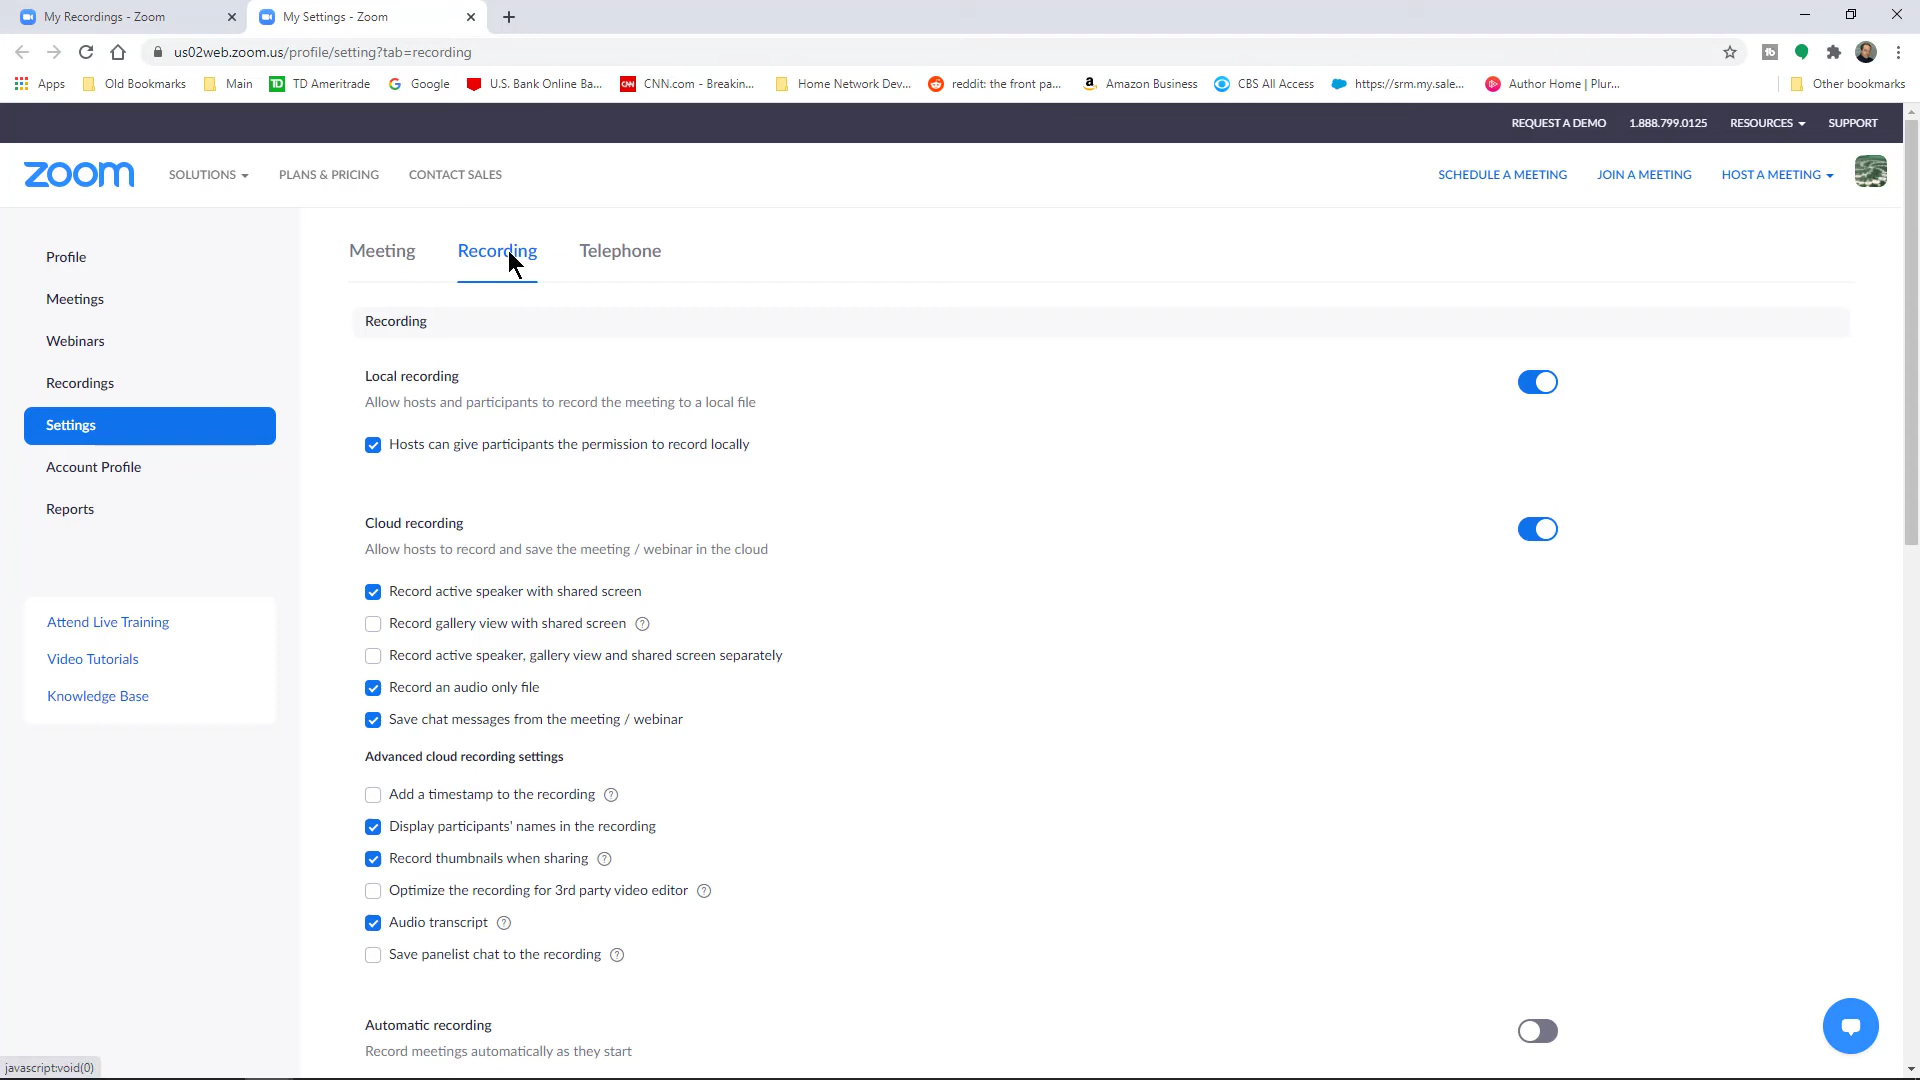 My Recordings - Zoom
My Settings - Zoom
us02web.zoom.us/profile/setting?tab=recording
Apps
Old Bookmarks
Main
TD Ameritrade
Google
U.S. Bank Online Ba...
CNN.com - Breakin...
Home Network Dev...
reddit: the front pa...
Amazon Business
CBS All Access
https://srm.my.sale...
Author Home | Plur...
Other bookmarks
REQUEST A DEMO
1.888.799.0125
RESOURCES
SUPPORT
zoom
SOLUTIONS
PLANS & PRICING
CONTACT SALES
SCHEDULE A MEETING
JOIN A MEETING
HOST A MEETING
Profile
Meetings
Webinars
Recordings
Settings
Account Profile
Reports
Attend Live Training
Video Tutorials
Knowledge Base
Meeting
Recording
Telephone
Recording
Local recording
Allow hosts and participants to record the meeting to a local file
Hosts can give participants the permission to record locally
Cloud recording
Allow hosts to record and save the meeting / webinar in the cloud
Record active speaker with shared screen
Record gallery view with shared screen
Record active speaker, gallery view and shared screen separately
Record an audio only file
Save chat messages from the meeting / webinar
Advanced cloud recording settings
Add a timestamp to the recording
Display participants' names in the recording
Record thumbnails when sharing
Optimize the recording for 3rd party video editor
Audio transcript
Save panelist chat to the recording
Automatic recording
Record meetings automatically as they start
javascript:void(0)